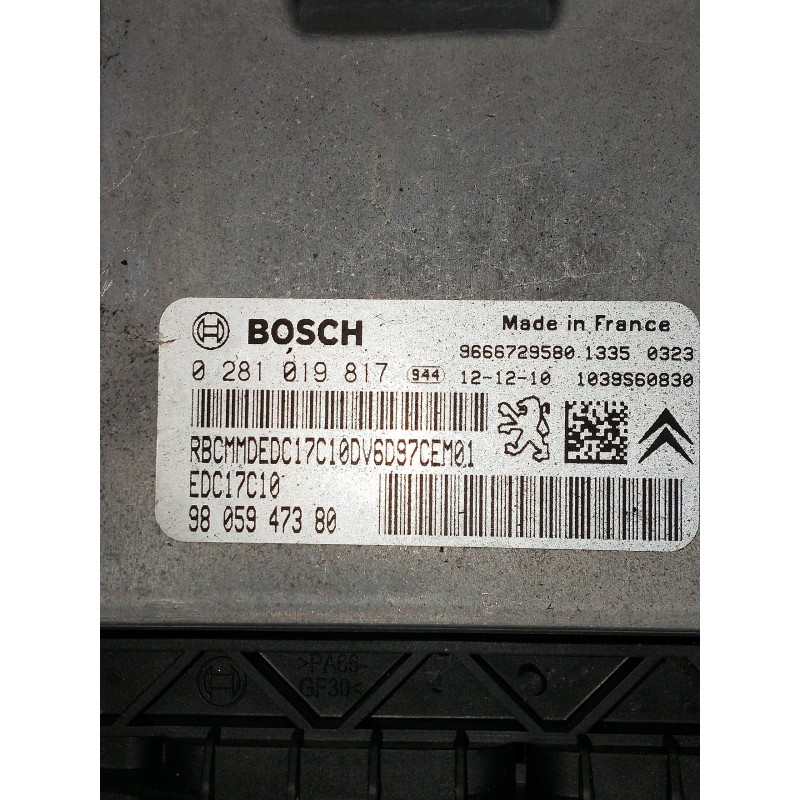 BOSCH
Made in France
9666729580.1335 0323
0 281 019 817 944 12-12-10 1039S60830
RBCMMDEDC17C10DV6D97CEM01
EDC17C10
98 059 473 80
>PA66-
GF30<